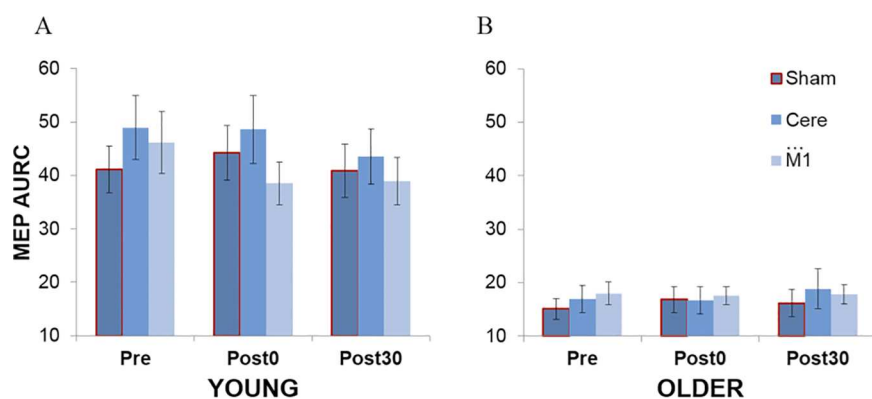 A
MEP AURC
60
50
40
30
20
10
Pre Post0 Post30
YOUNG
B
60
50
40
30
20
10
Sham
Cere
...
M1
Pre Post0 Post30
OLDER